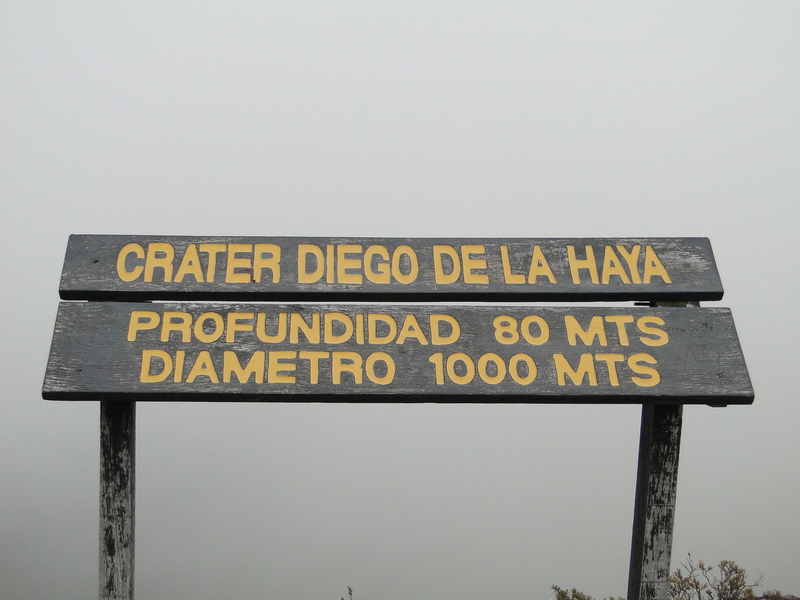 CRATER DIEGO DE LA HAYA
PROFUNDIDAD 80 MTS
DIAMETRO 1000 MTS